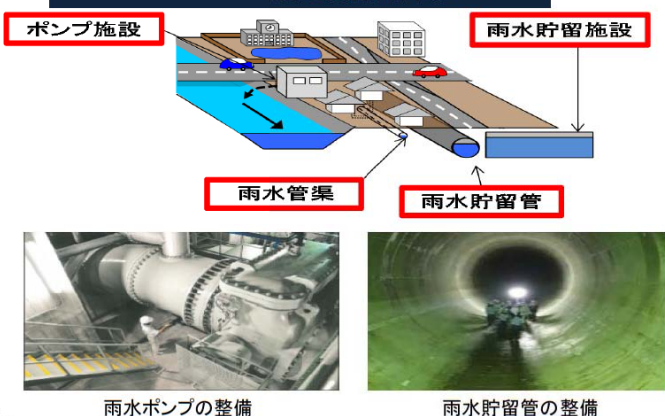 ポンプ施設
雨水貯留施設
雨水管渠
雨水貯留管
雨水ポンプの整備
雨水貯留管の整備